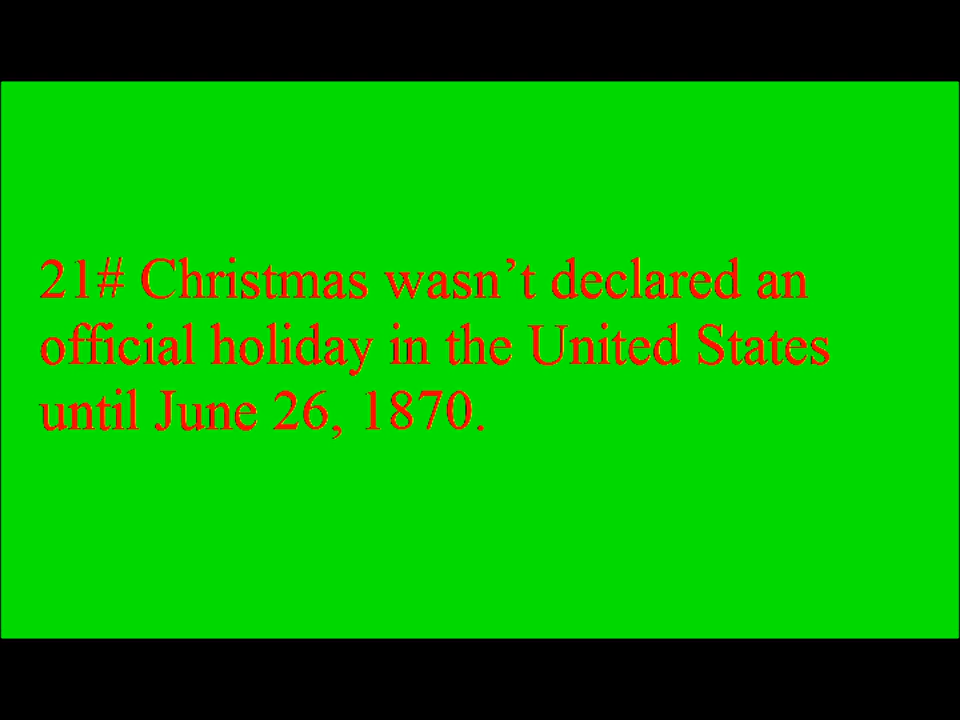 21# Christmas wasn’t declared an
official holiday in the United States
until June 26, 1870.